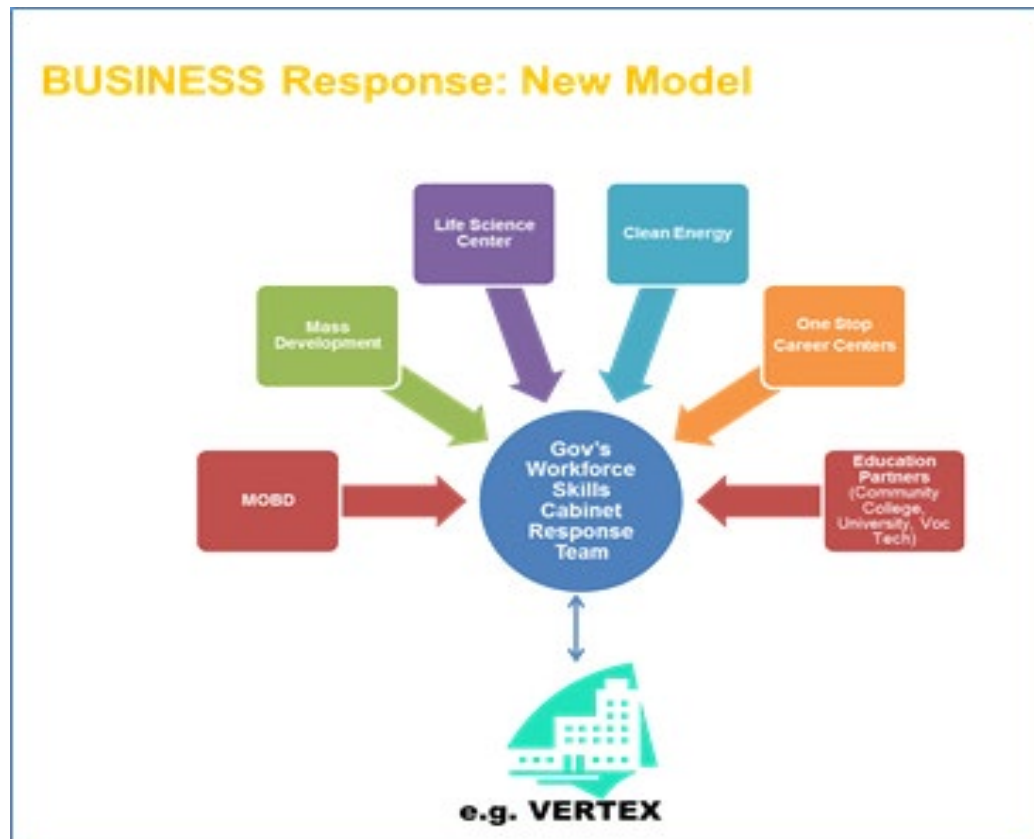 BUSINESS Response: New Model
Life Science
Center
Clean Energy
Mass
Development
One Stop
Career Centers
MOBD
Gov's
Workforce
Skills
Cabinet
Response
Team
Education
Partners
(Community
College,
University, Voc
Tech)
e.g. VERTEX